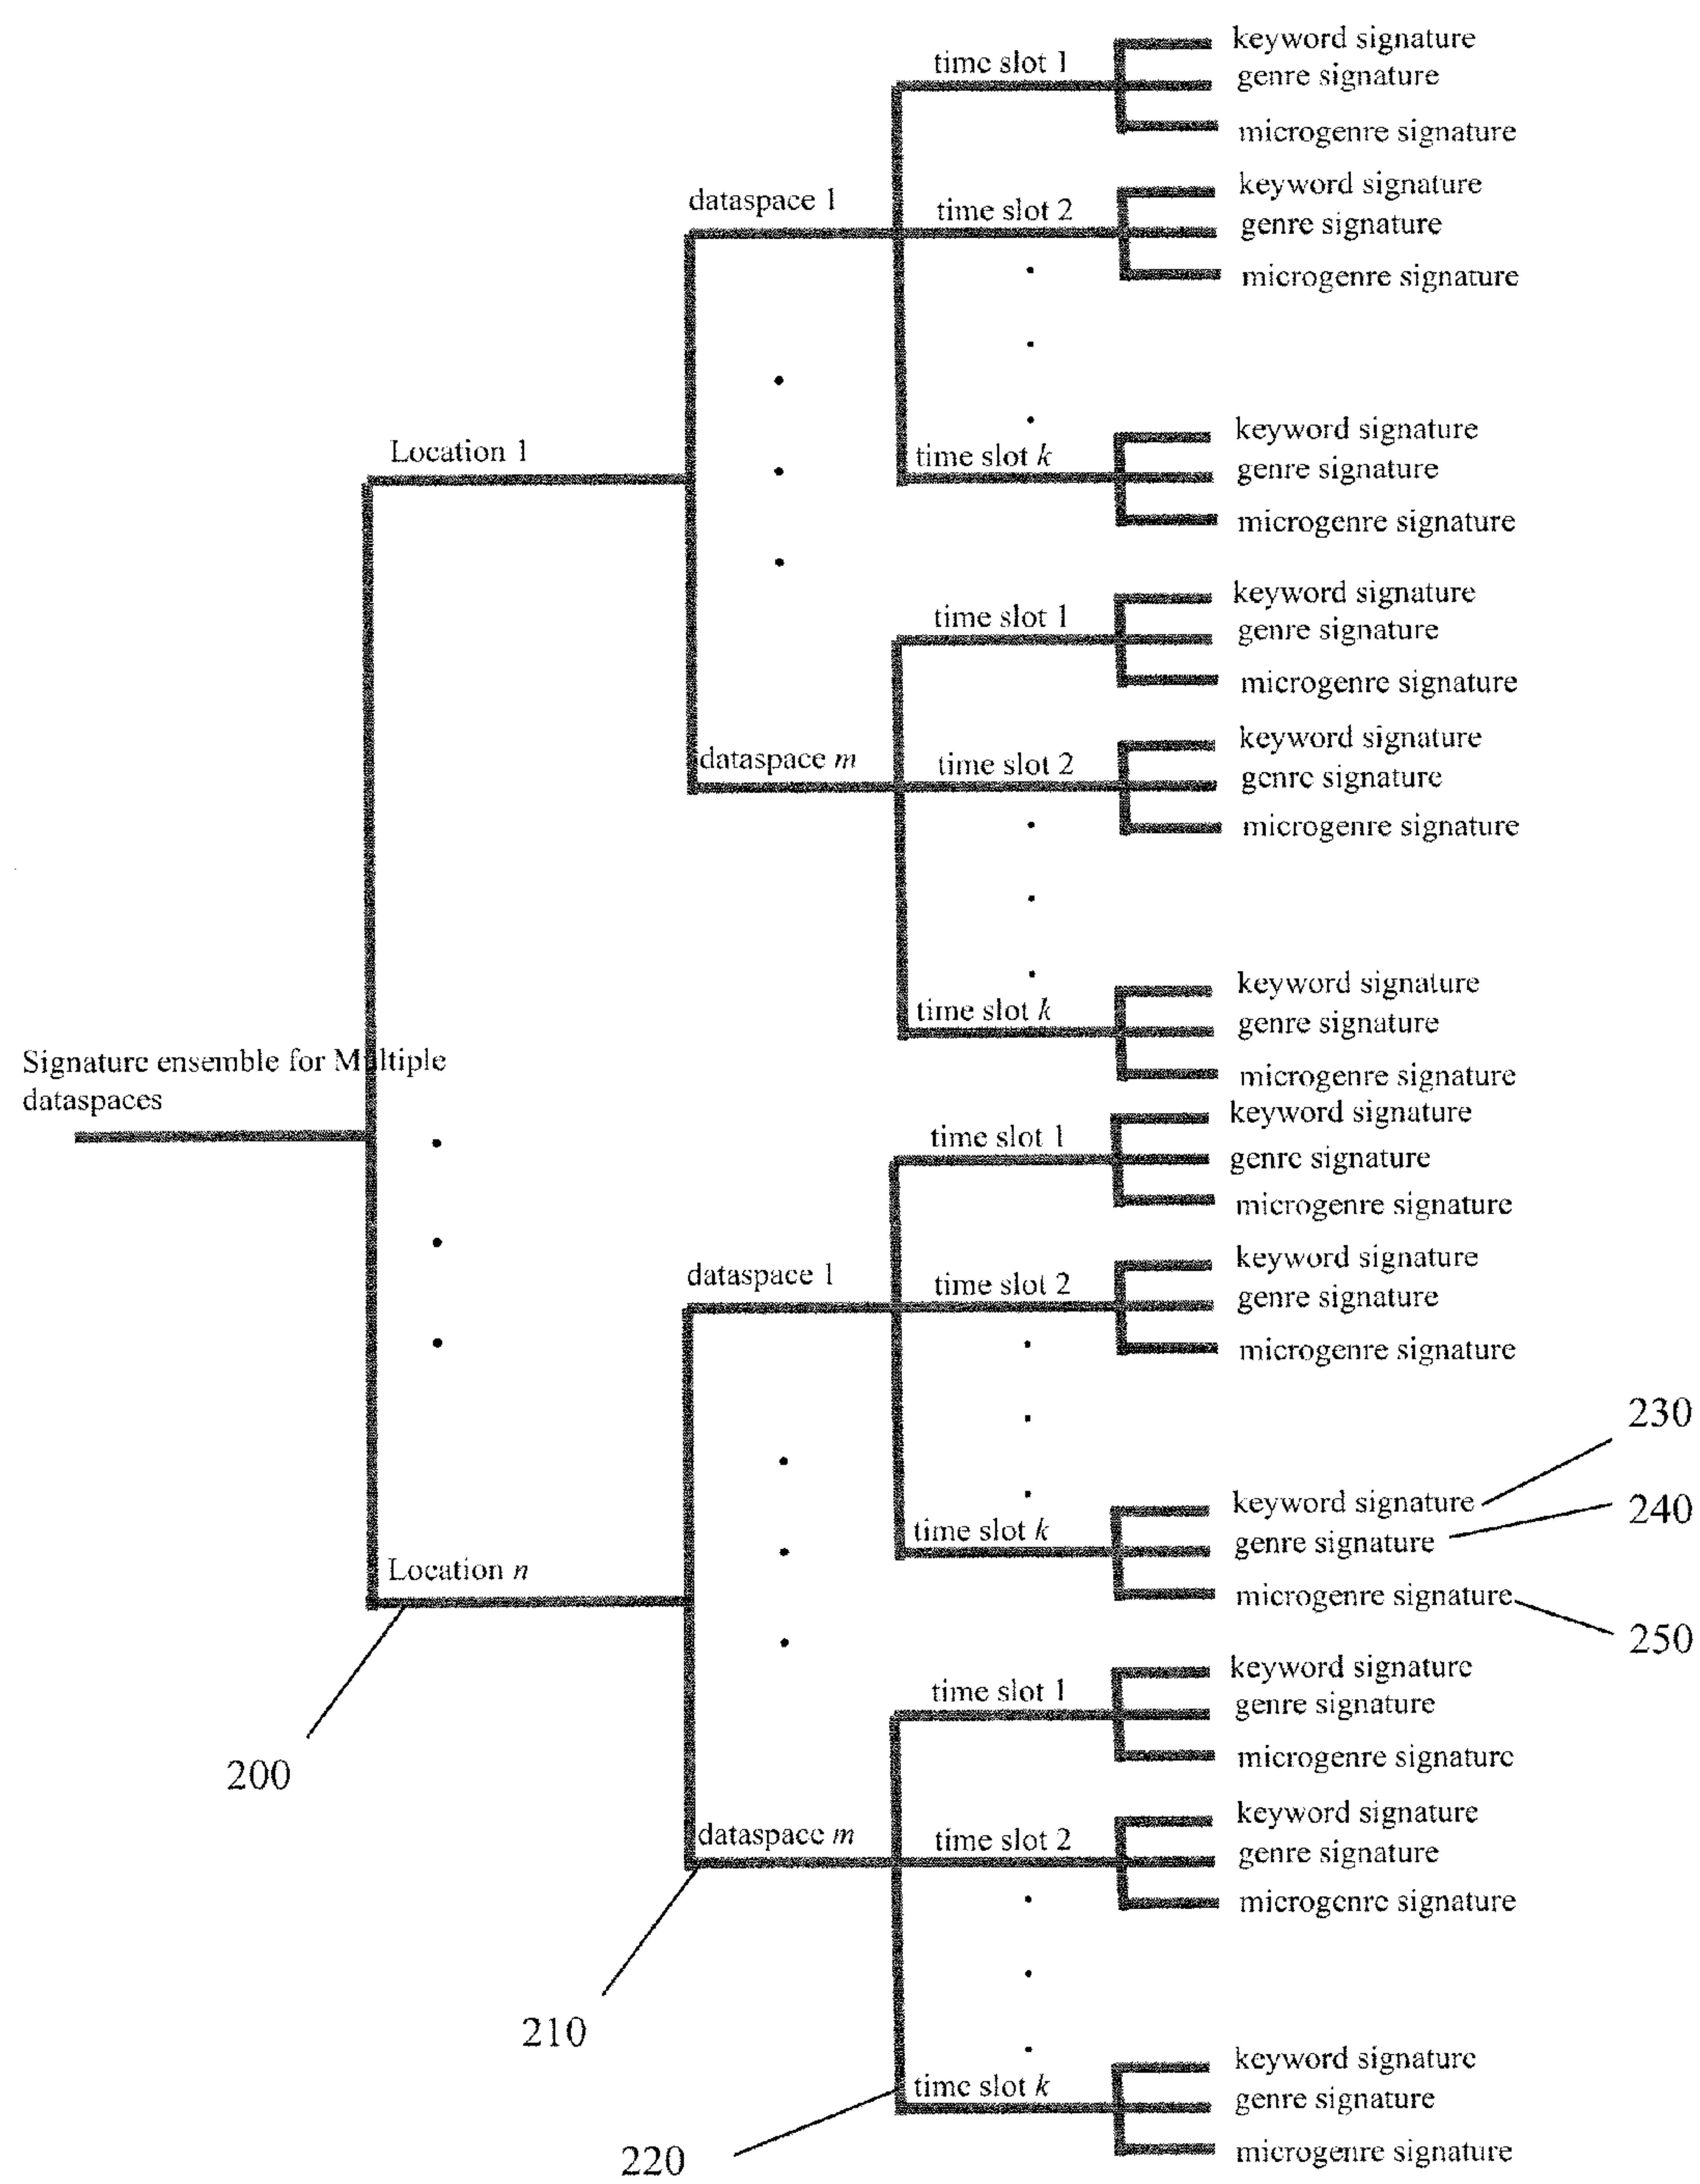 keyword signature
time slot 1
genre signature
microgenre signature
keyword signature
dataspace 1
time slot 2
genre signature
microgenre signature
keyword signature
Location 1
time slot k
genre signature
microgenre signature
keyword signature
time slot 1
genre signature
microgenre signature
keyword signature
dataspace m
time slot 2
genre signature
microgenre signature
keyword signature
time slot k
genre signature
Signature ensemble for Multiple
dataspaces
microgenre signature
keyword signature
time slot 1
genre signature
microgenre signature
keyword signature
dataspace 1
time slot 2
genre signature
microgenre signature
230
keyword signature
240
time slot k
genre signature
Location n
microgenre signature
250
keyword signature
time slot 1
genre signature
microgenre signature
200
keyword signature
dataspace m
time slot 2
genre signature
microgenre signature
210
keyword signature
time slot k
genre signature
microgenre signature
220